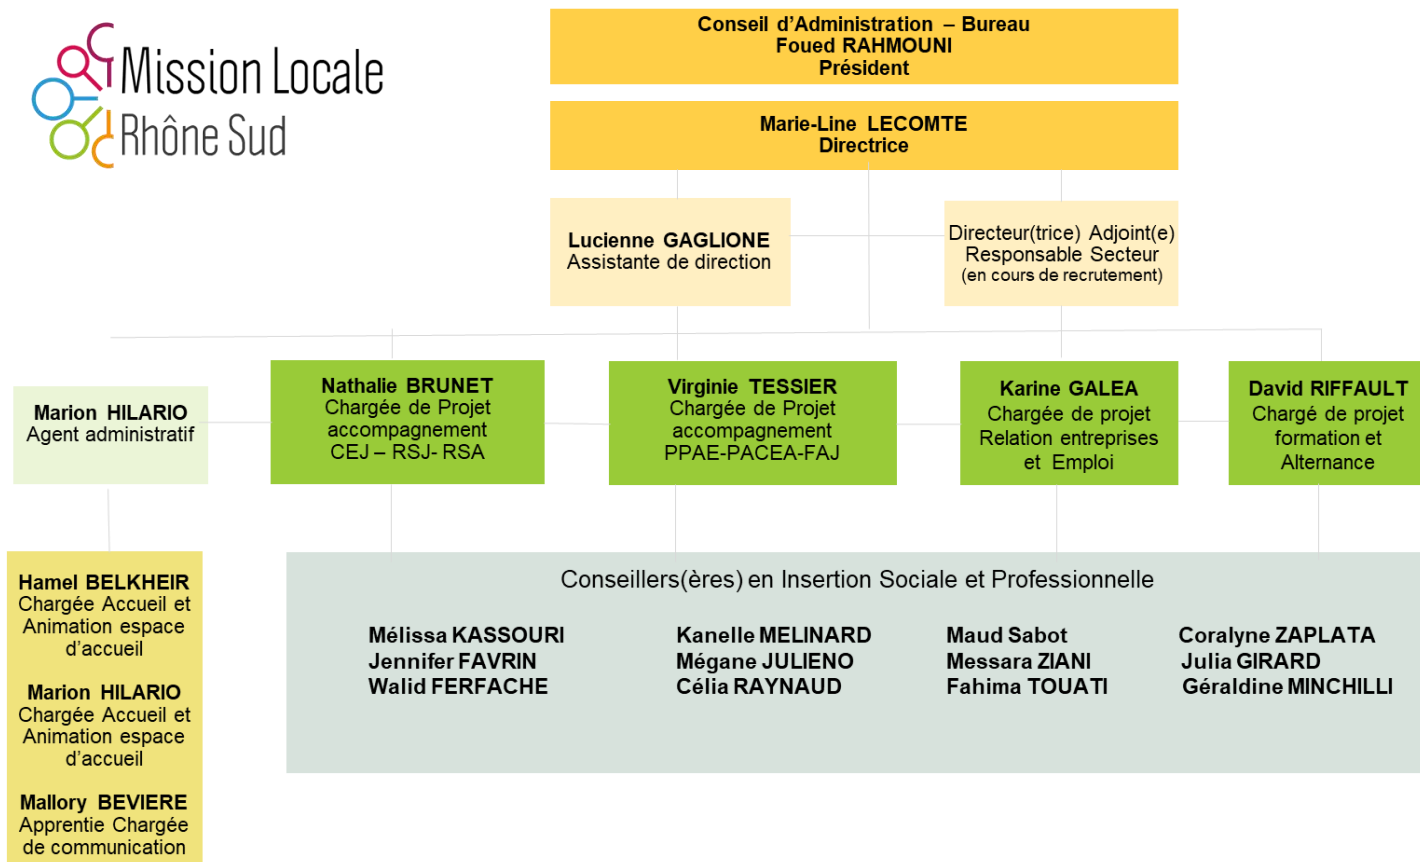 Mission Locale
Rhône Sud
Conseil d'Administration – Bureau
Foued RAHMOUNI
Président
Marie-Line LECOMTE
Directrice
Lucienne GAGLIONE
Assistante de direction
Directeur(trice) Adjoint(e)
Responsable Secteur
(en cours de recrutement)
Marion HILARIO
Agent administratif
Nathalie BRUNET
Chargée de Projet
accompagnement
CEJ – RSJ- RSA
Virginie TESSIER
Chargée de Projet
accompagnement
PPAE-PACEA-FAJ
Karine GALEA
Chargée de projet
Relation entreprises
et Emploi
David RIFFAULT
Chargé de projet
formation et
Alternance
Hamel BELKHEIR
Chargée Accueil et
Animation espace
d'accueil
Marion HILARIO
Chargée Accueil et
Animation espace
d'accueil
Mallory BEVIERE
Apprentie Chargée
de communication
Conseillers(ères) en Insertion Sociale et Professionnelle
Mélissa KASSOURI
Jennifer FAVRIN
Walid FERFACHE
Kanelle MELINARD
Mégane JULIENO
Célia RAYNAUD
Maud Sabot
Messara ZIANI
Fahima TOUATI
Coralyne ZAPLATA
Julia GIRARD
Géraldine MINCHILLI